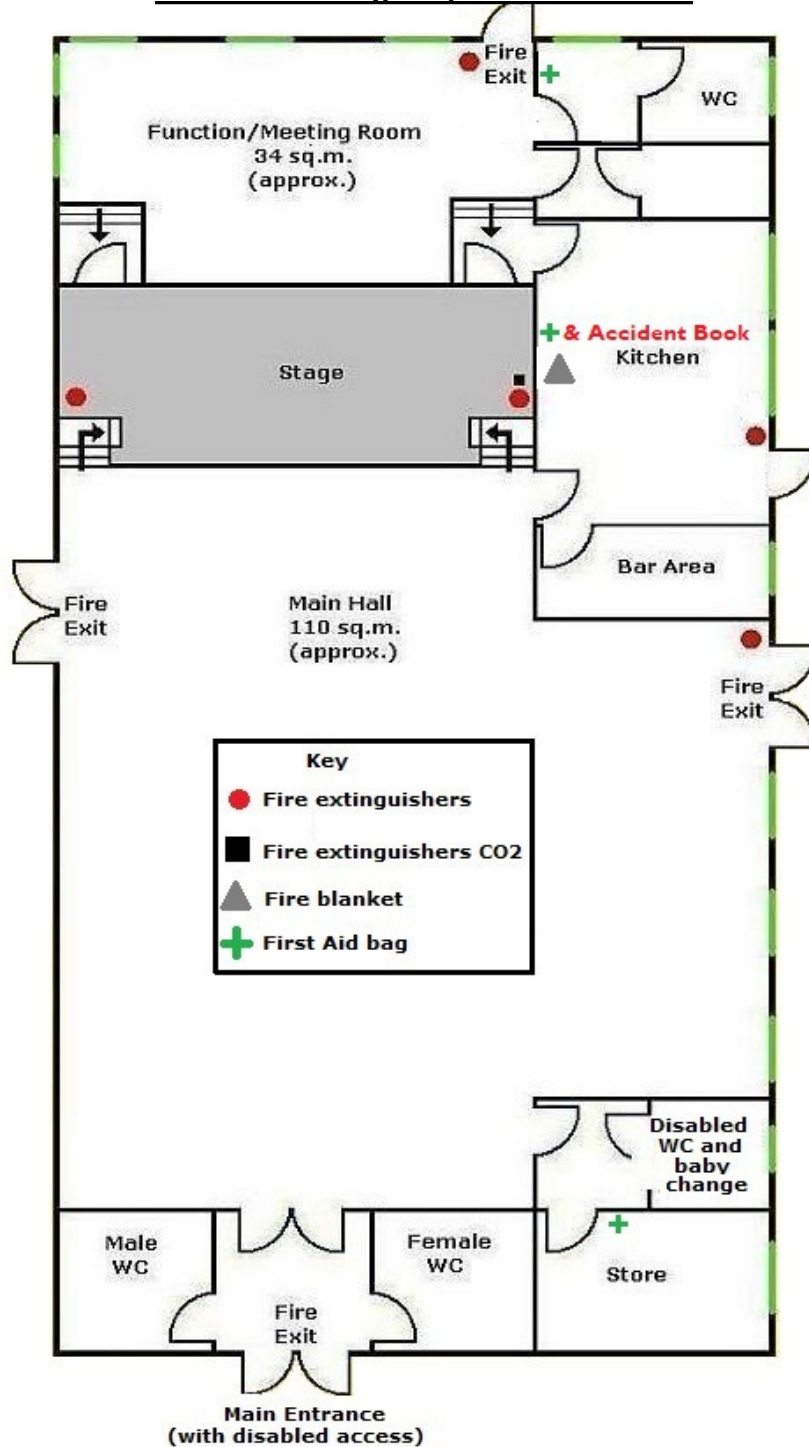 Fire
Exit
WC
Function/Meeting Room
34 sq.m.
(approx.)
& Accident Book
Kitchen
Stage
Bar Area
Fire
Exit
Main Hall
110 sq.m.
(approx.)
Fire
Exit
Key
Fire extinguishers
Fire extinguishers CO2
Fire blanket
First Aid bag
Disabled
WC and
baby
change
Male
WC
Female
WC
Store
Fire
Exit
Main Entrance
(with disabled access)